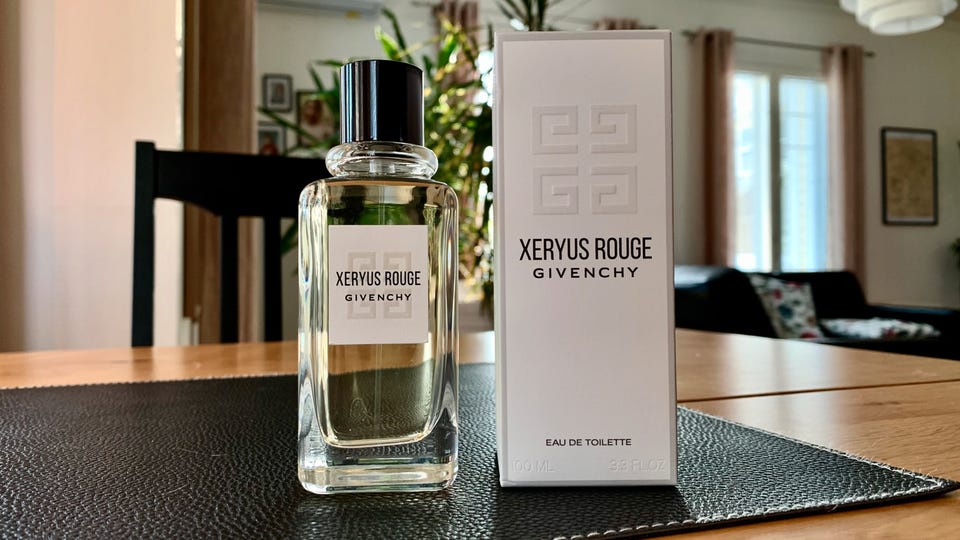 XERYUS ROUGE
GIVENCHY
XERYUS ROUGE
GIVENCHY
EAU DE TOILETTE
100 ML 3.3 FL.OZ